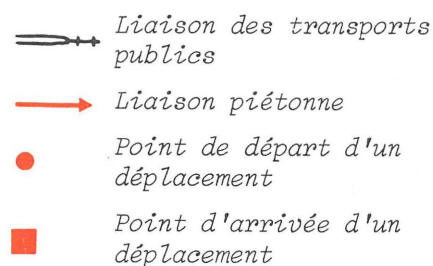 Liaison des transports
publics
Liaison piétonne
Point de départ d'un
déplacement
Point d'arrivée d'un
déplacement